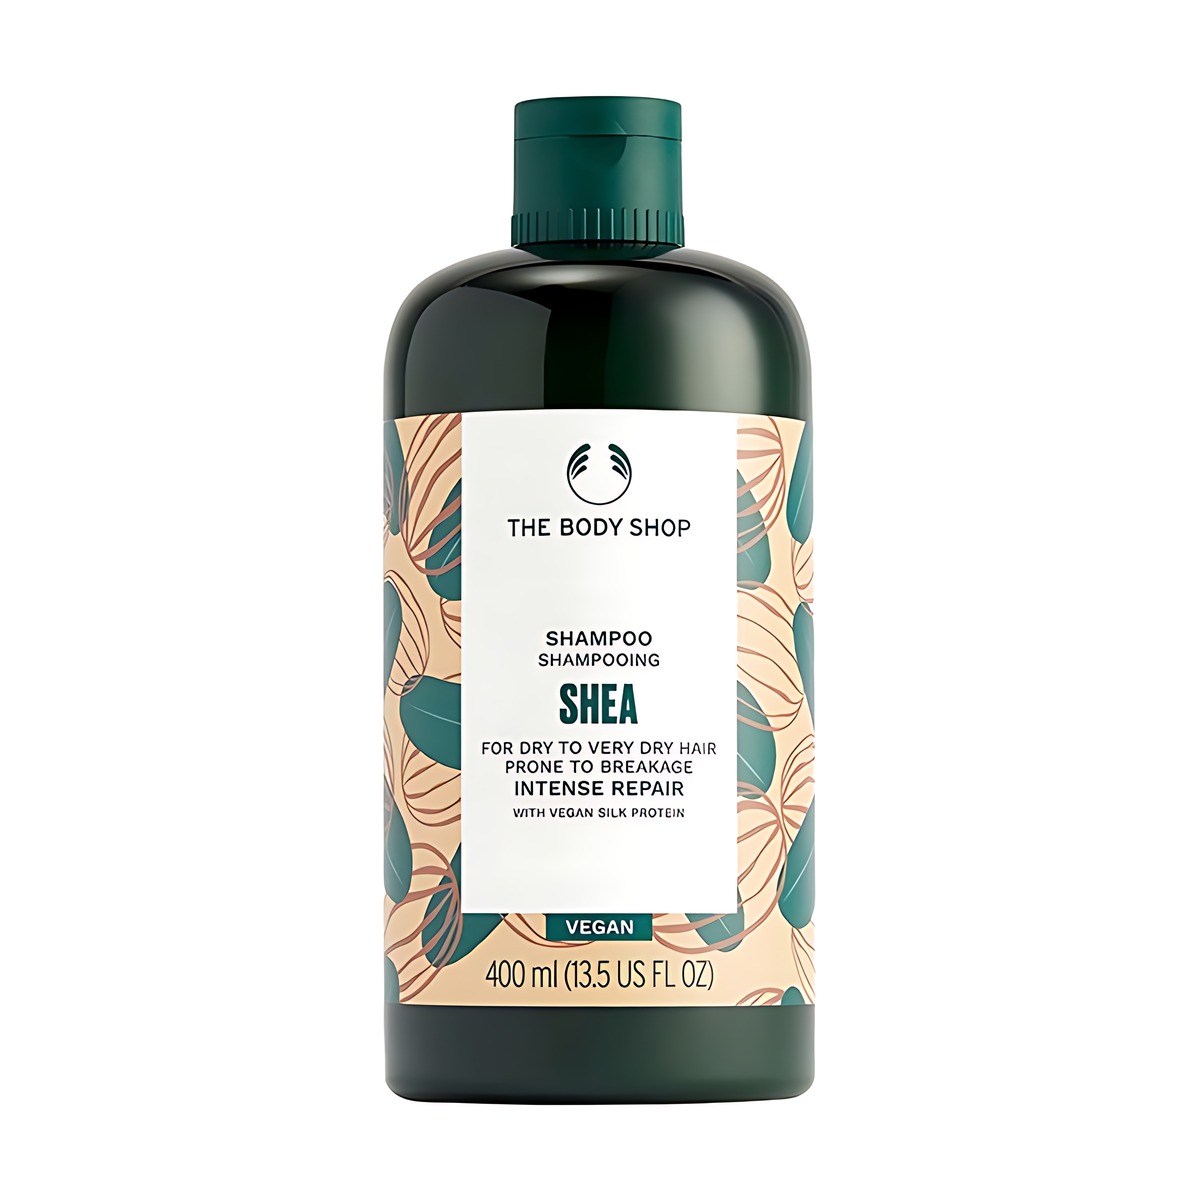 THE BODY SHOP
SHAMPOO
SHAMPOOING
SHEA
FOR DRY TO VERY DRY HAIR
PRONE TO BREAKAGE
INTENSE REPAIR
WITH VEGAN SILK PROTEIN
VEGAN
400 ml (13.5 US FL OZ)